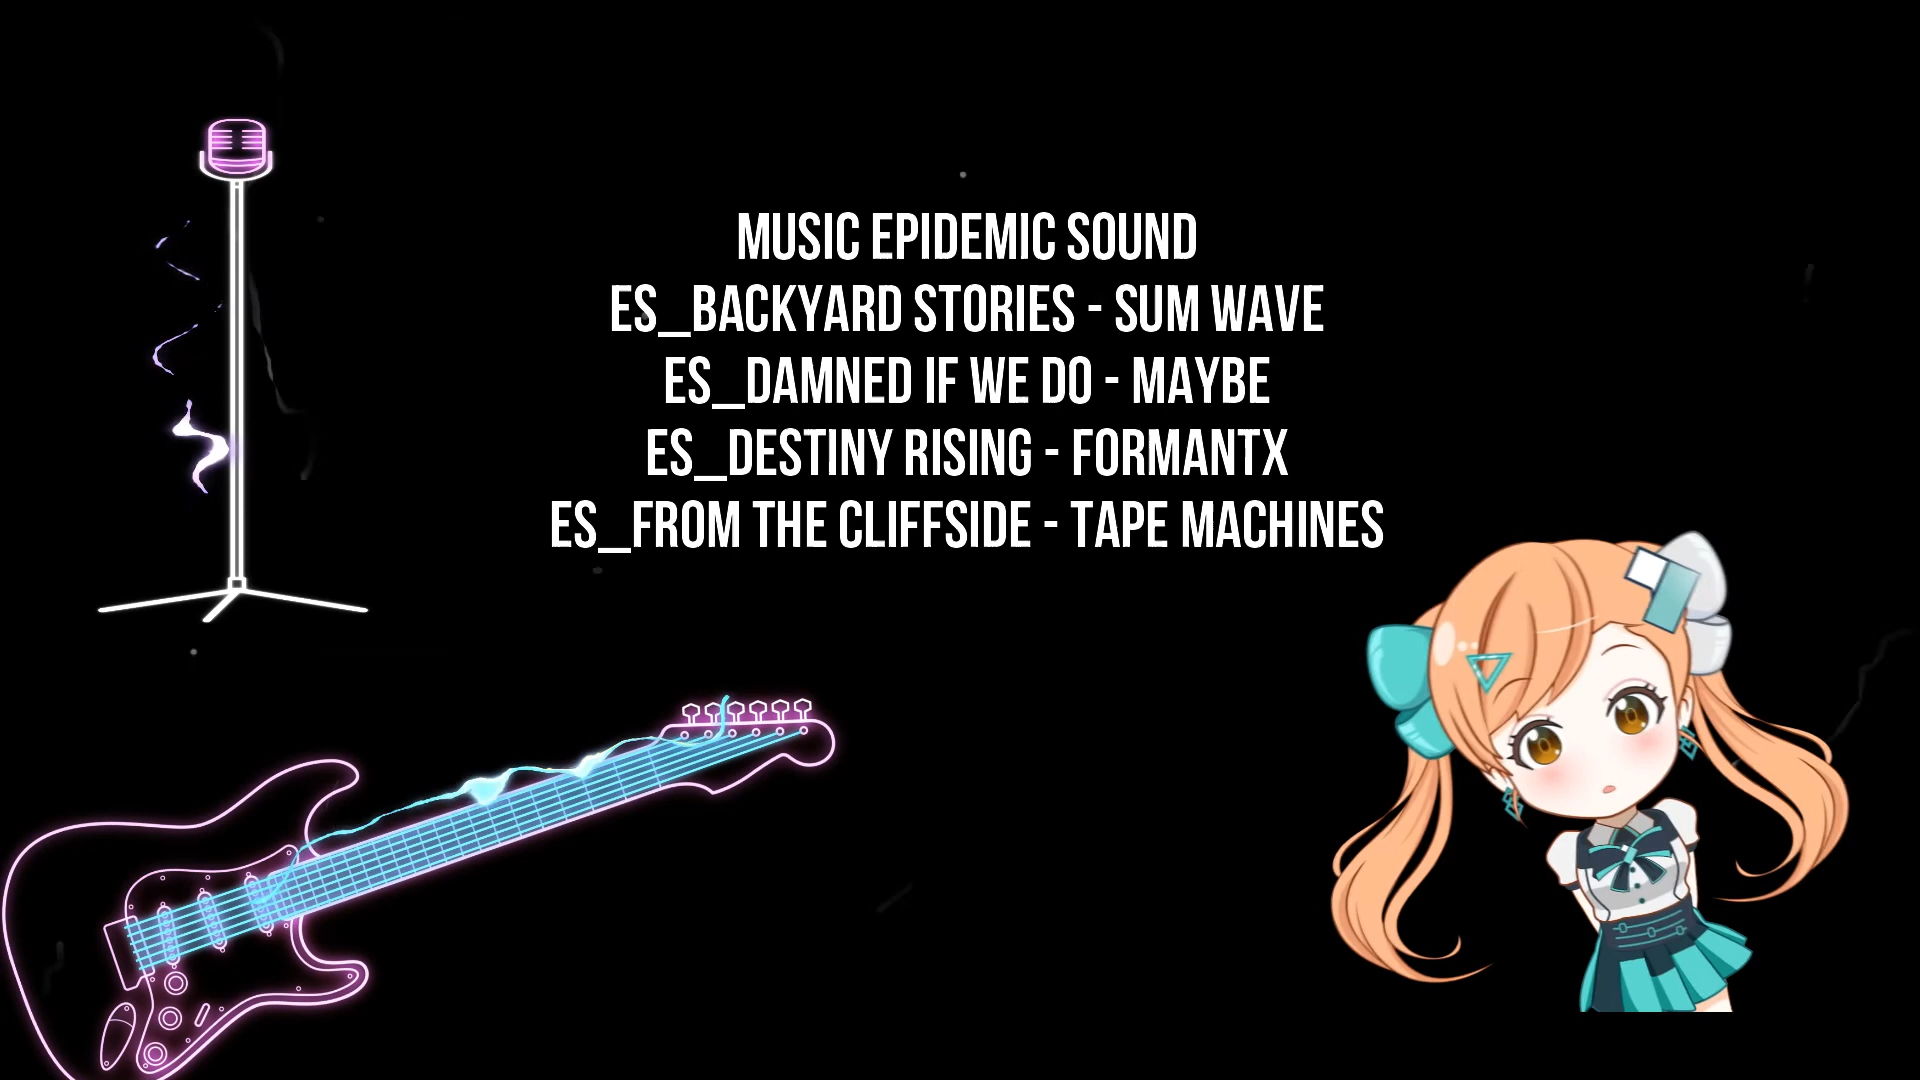 MUSIC EPIDEMIC SOUND
ES_BACKYARD STORIES - SUM WAVE
ES_DAMNED IF WE DO - MAYBE
ES_DESTINY RISING - FORMANTX
ES_FROM THE CLIFFSIDE - TAPE MACHINES